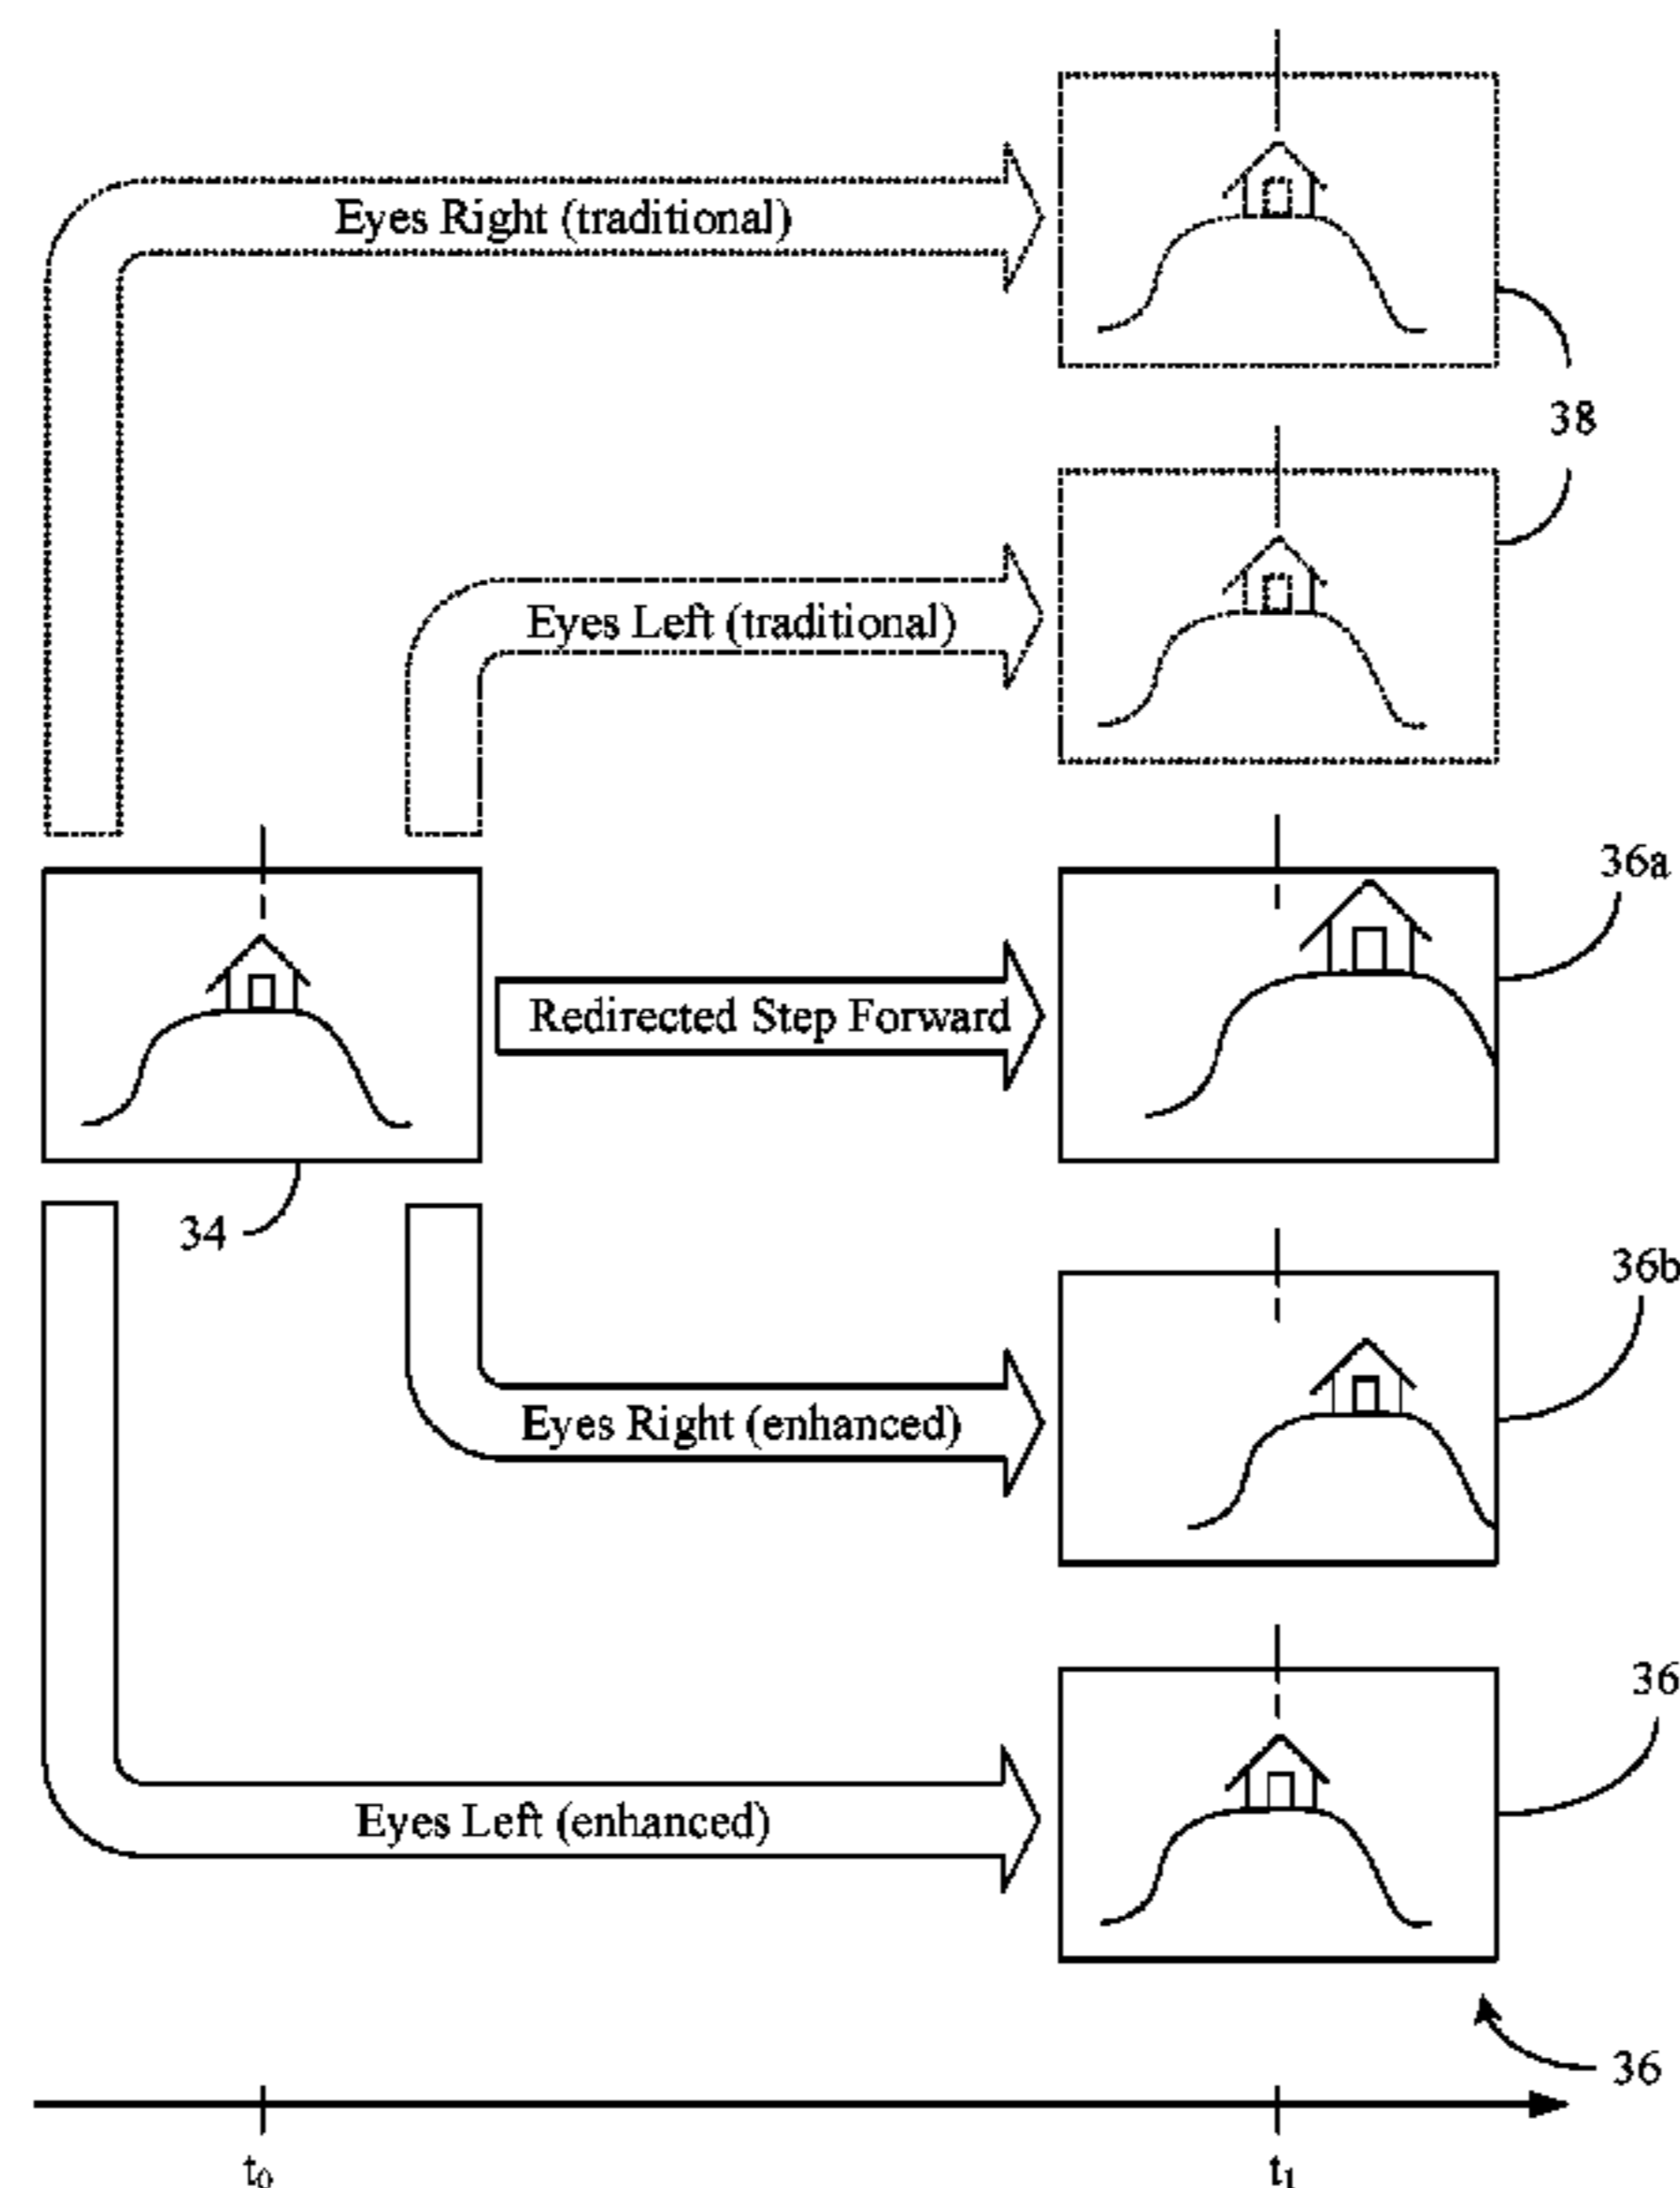 Eyes Right (traditional)
38
Eyes Left (traditional)
36a
Redirected Step Forward
34
36b
Eyes Right (enhanced)
36
Eyes Left (enhanced)
36
t0
t1